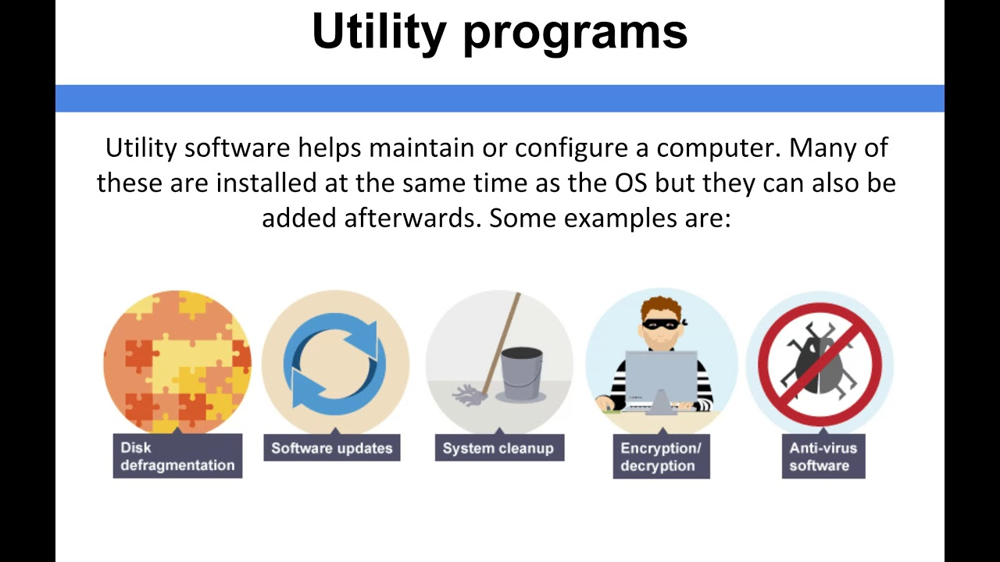 Utility programs
Utility software helps maintain or configure a computer. Many of
these are installed at the same time as the OS but they can also be
added afterwards. Some examples are:
Disk
defragmentation
Software updates
System cleanup
Encryption/
decryption
Anti-virus
software